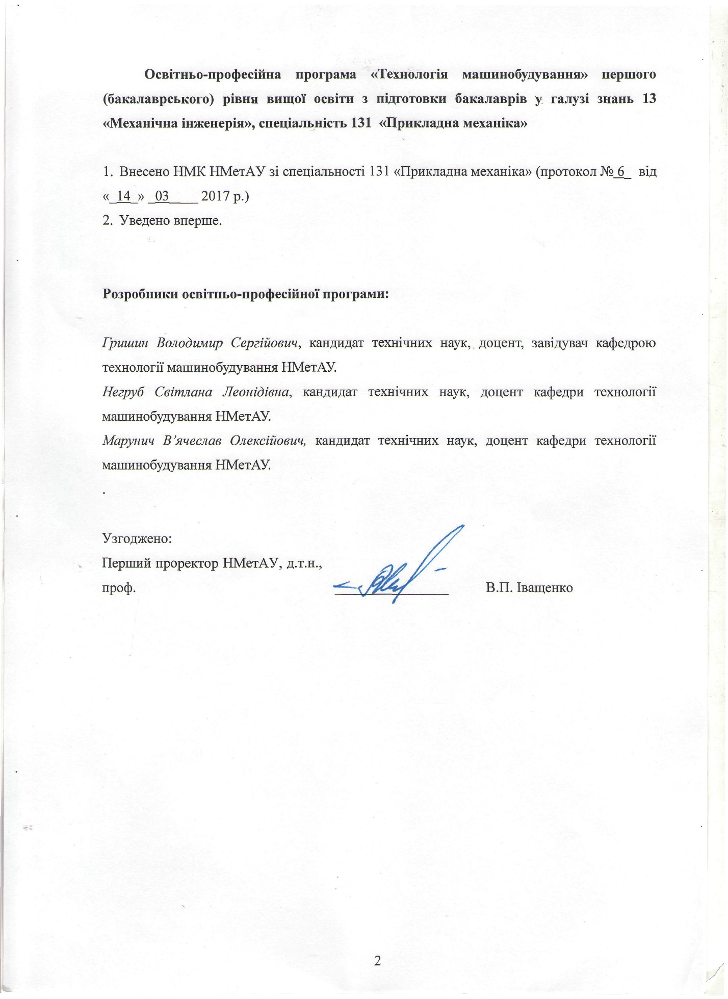 Освітньо-професійна програма «Технологія машинобудування» першого
(бакалаврського) рівня вищої освіти з підготовки бакалаврів у галузі знань 13
«Механічна інженерія», спеціальність 131 «Прикладна механіка»
1. Внесено НМК НМетАУ зі спеціальності 131 «Прикладна механіка» (протокол № 6_ від
«_14_» _03____ 2017 р.)
2. Уведено вперше.
Розробники освітньо-професійної програми:
Гришин Володимир Сергійович, кандидат технічних наук, доцент, завідувач кафедрою
технології машинобудування НМетАУ.
Негруб Світлана Леонідівна, кандидат технічних наук, доцент кафедри технології
машинобудування НМетАУ.
Марунич В’ячеслав Олексійович, кандидат технічних наук, доцент кафедри технології
машинобудування НМетАУ.
.
Узгоджено:
Перший проректор НМетАУ, д.т.н.,
проф. ________________ В.П. Іващенко
2